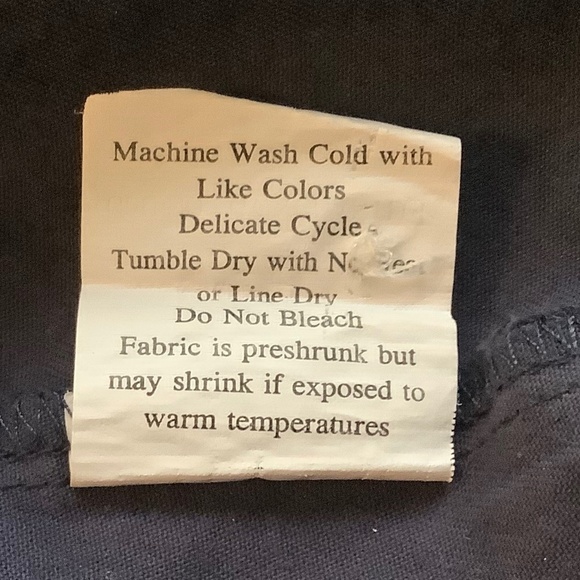 Machine Wash Cold with
Like Colors
Delicate Cycle
Tumble Dry with
or Line Dry
Do Not Bleach
Fabric is preshrunk but
may shrink if exposed to
warm temperatures